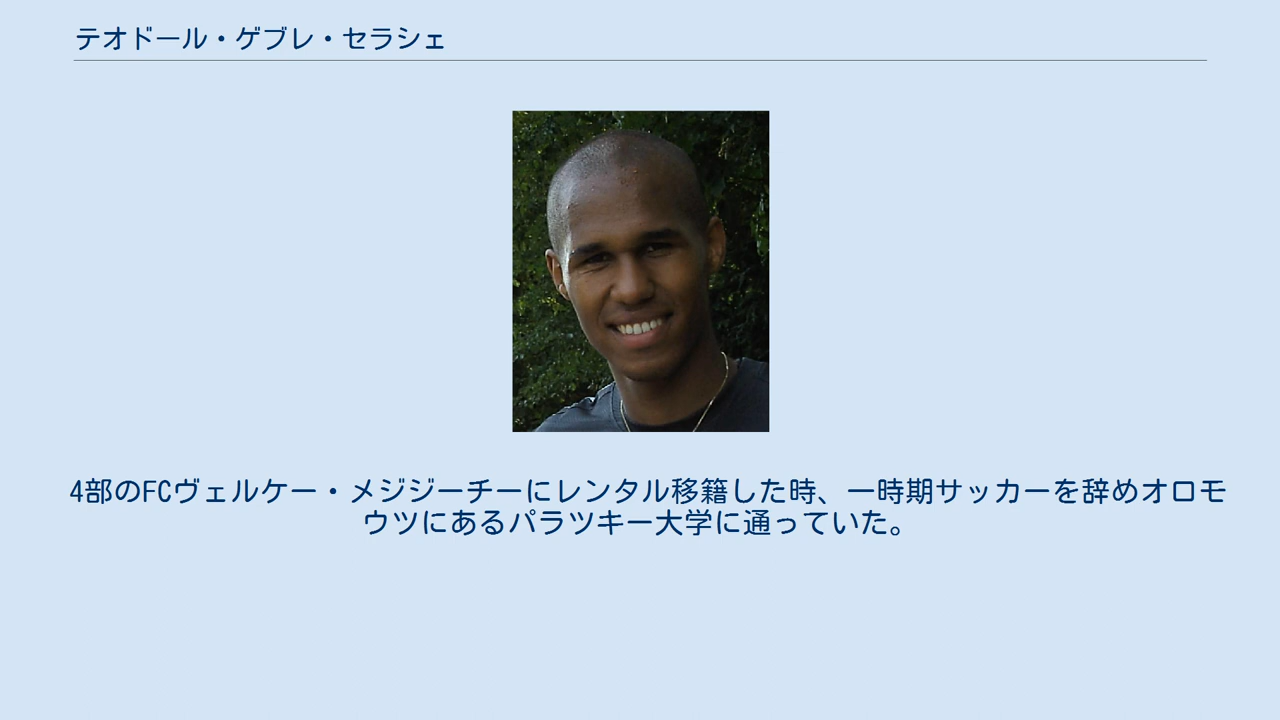 テオドール・ゲブレ・セラシェ
4部のFCヴェルケー・メジジーチーにレンタル移籍した時、一時期サッカーを辞めオロモ
ウツにあるパラツキー大学に通っていた。